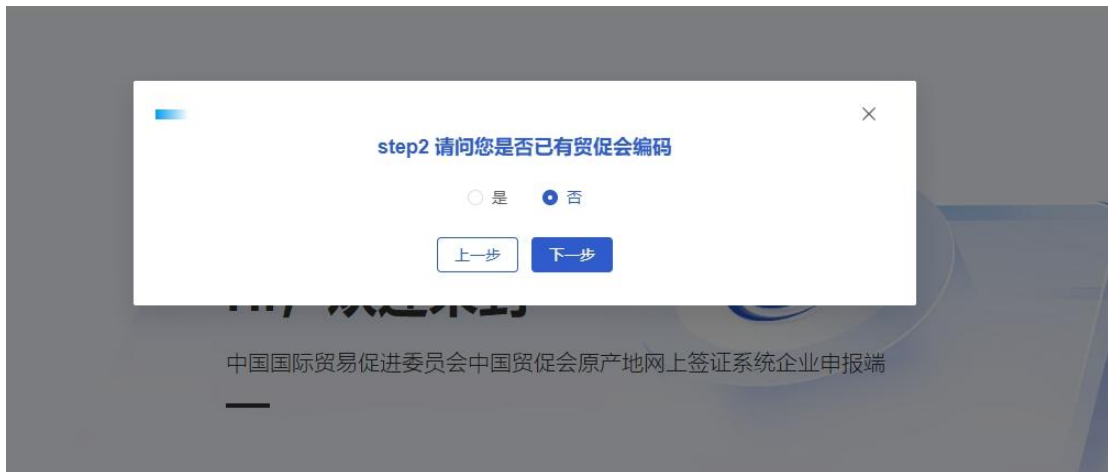 step2 请问您是否已有贸促会编码
是 否
上一步 下一步
中国国际贸易促进委员会中国贸促会原产地网上签证系统企业申报端